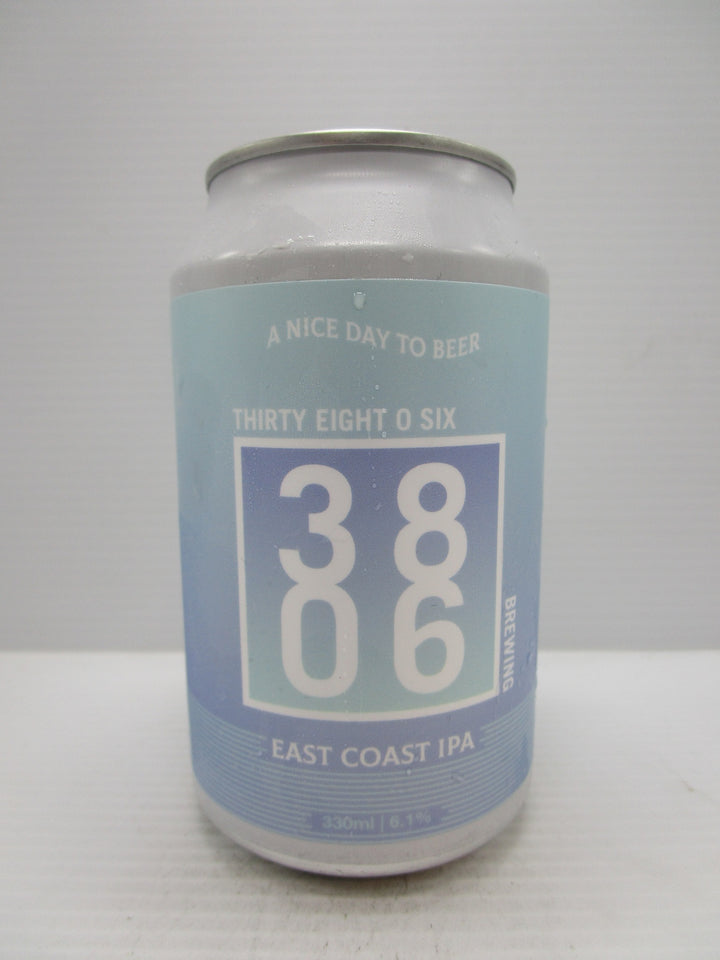 A NICE DAY TO BEER
THIRTY EIGHT O SIX
38
06
BREWING
EAST COAST IPA
330ml | 6.1%